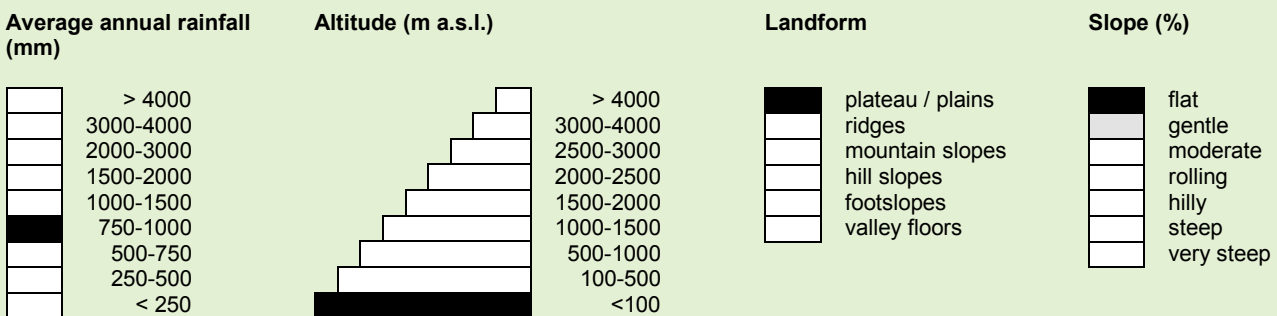 Average annual rainfall
(mm)
> 4000
3000-4000
2000-3000
1500-2000
1000-1500
750-1000
500-750
250-500
< 250
Altitude (m a.s.l.)
> 4000
3000-4000
2500-3000
2000-2500
1500-2000
1000-1500
500-1000
100-500
<100
Landform
plateau / plains
ridges
mountain slopes
hill slopes
footslopes
valley floors
Slope (%)
flat
gentle
moderate
rolling
hilly
steep
very steep